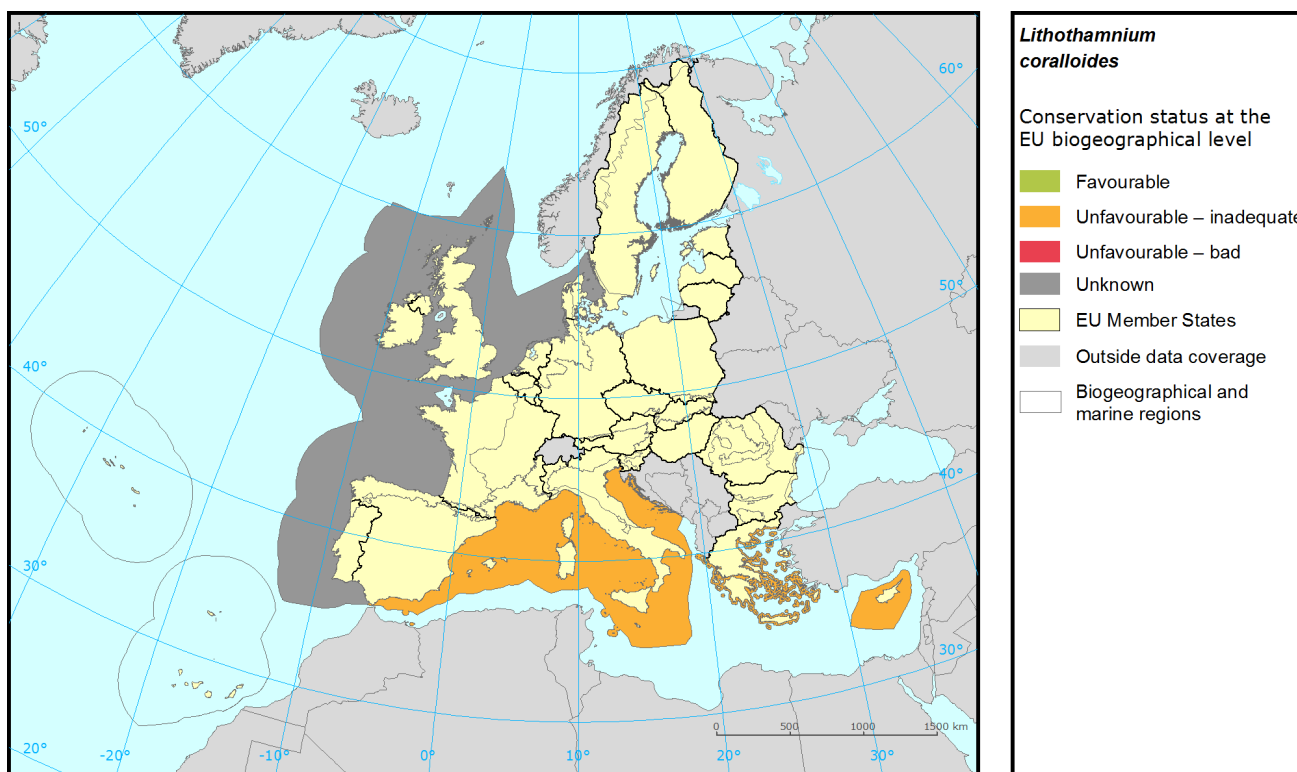 Lithothamnium
coralloides
Conservation status at the
EU biogeographical level
Favourable
Unfavourable – inadequate
Unfavourable – bad
Unknown
EU Member States
Outside data coverage
Biogeographical and
marine regions
60°
50°
50°
40°
40°
30°
30°
0 500 1000 1500 km
20° -20° -10° 0° 10° 20° 30°